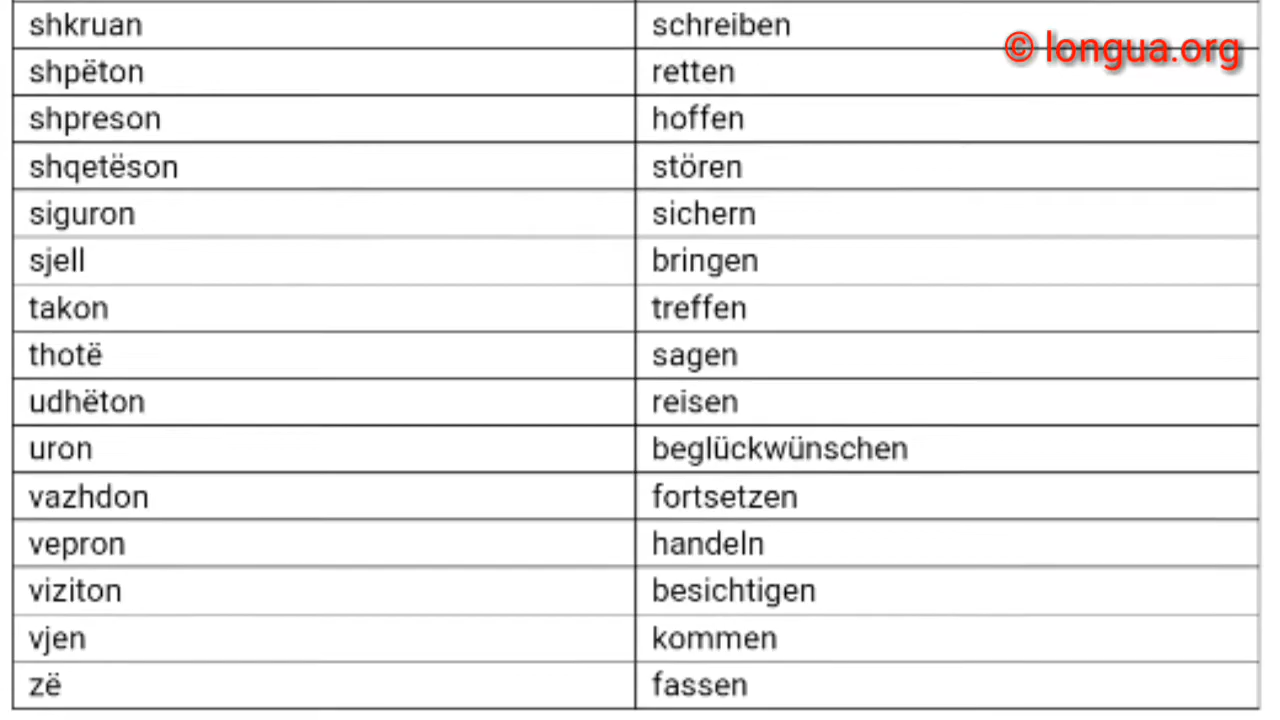 shkruan schreiben
© longua.org
shpëton retten
shpreson hoffen
shqetëson stören
siguron sichern
sjell bringen
takon treffen
thotë sagen
udhëton reisen
uron beglückwünschen
vazhdon fortsetzen
vepron handeln
viziton besichtigen
vjen kommen
zë fassen